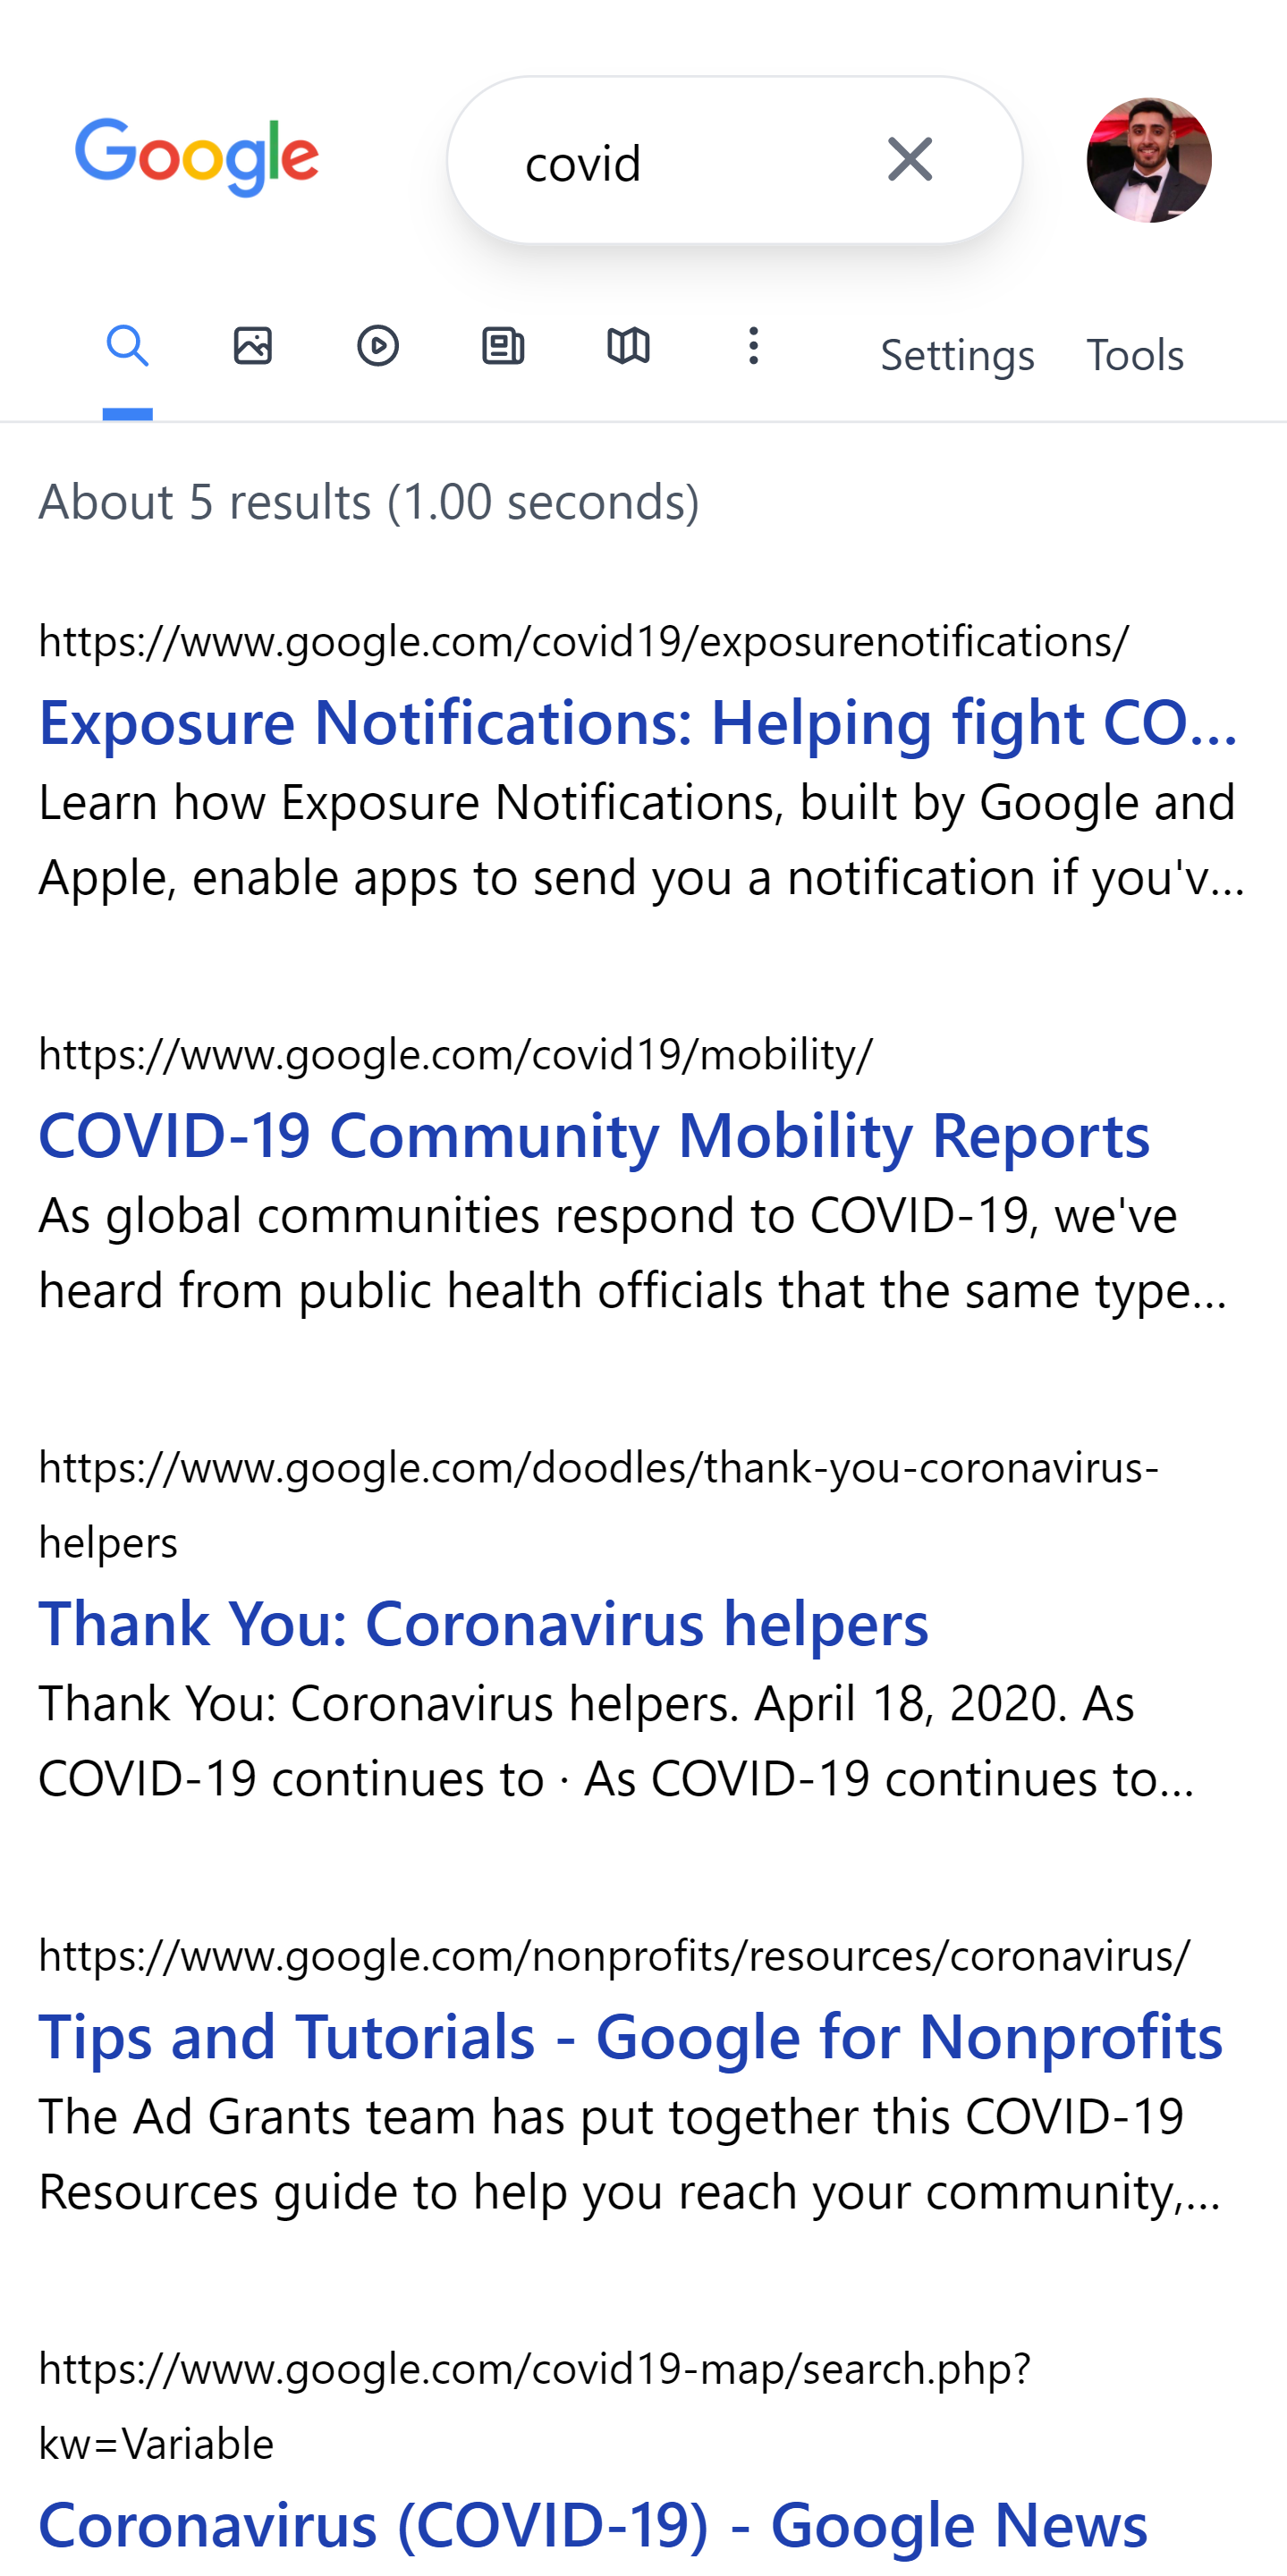 Google
covid
Settings Tools
About 5 results (1.00 seconds)
https://www.google.com/covid19/exposurenotifications/
Exposure Notifications: Helping fight CO...
Learn how Exposure Notifications, built by Google and
Apple, enable apps to send you a notification if you'v...
https://www.google.com/covid19/mobility/
COVID-19 Community Mobility Reports
As global communities respond to COVID-19, we've
heard from public health officials that the same type...
https://www.google.com/doodles/thank-you-coronavirus-
helpers
Thank You: Coronavirus helpers
Thank You: Coronavirus helpers. April 18, 2020. As
COVID-19 continues to · As COVID-19 continues to...
https://www.google.com/nonprofits/resources/coronavirus/
Tips and Tutorials - Google for Nonprofits
The Ad Grants team has put together this COVID-19
Resources guide to help you reach your community,...
https://www.google.com/covid19-map/search.php?
kw=Variable
Coronavirus (COVID-19) - Google News